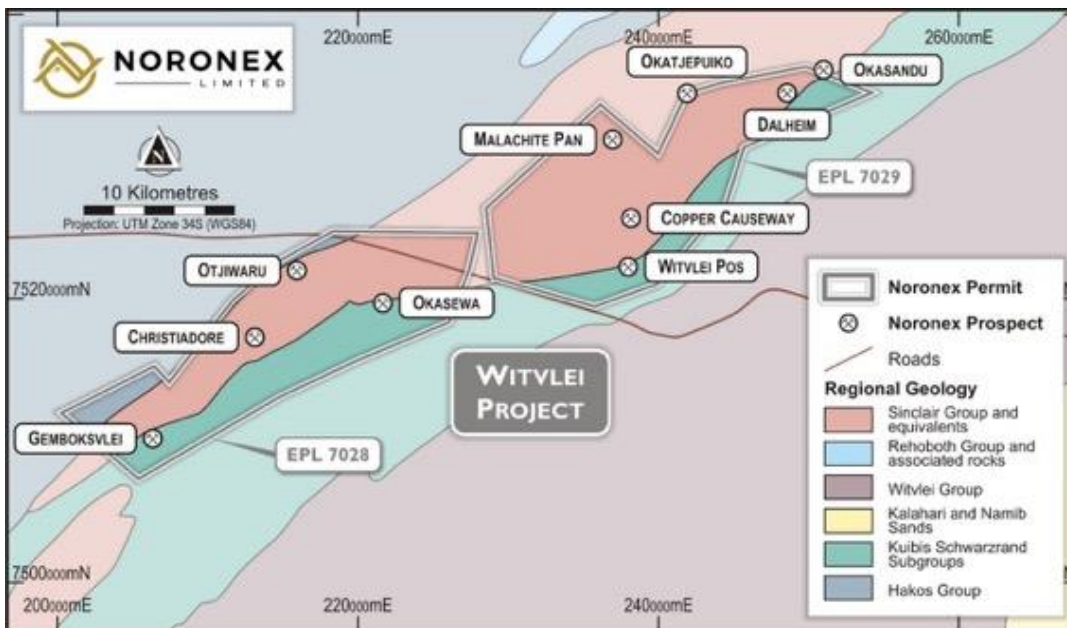 NORONEX
LIMITED
220000mE
240000mE
260000mE
OKATJEPUIKO
OKASANDU
DALHEIM
MALACHITE PAN
N
EPL 7029
10 Kilometres
Projection: UTM Zone 34S (WGS84)
COPPER CAUSEWAY
OTJIWARU
WITVLEI POS
7520000mN
OKASEWA
CHRISTIADORE
WITVLEI
PROJECT
GEMBOKSVLEI
EPL 7028
Noronex Permit
Noronex Prospect
Roads
Regional Geology
Sinclair Group and
equivalents
Rehoboth Group and
associated rocks
Witvlei Group
Kalahari and Namib
Sands
Kuibis Schwarzrand
Subgroups
Hakos Group
7500000mN
200000mE
220000mE
240000mE